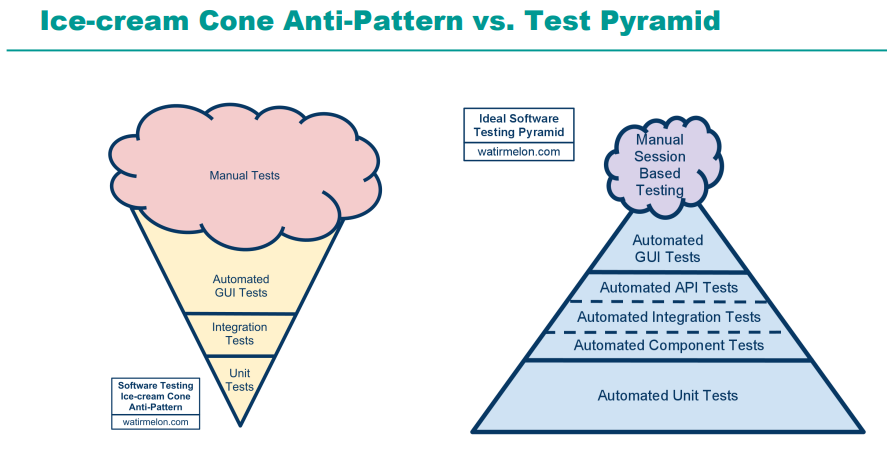 Ice-cream Cone Anti-Pattern vs. Test Pyramid
Manual Tests
Automated
GUI Tests
Integration
Tests
Unit
Tests
Software Testing
Ice-cream Cone
Anti-Pattern
watirmelon.com
Ideal Software
Testing Pyramid
watirmelon.com
Manual
Session
Based
Testing
Automated
GUI Tests
Automated API Tests
Automated Integration Tests
Automated Component Tests
Automated Unit Tests